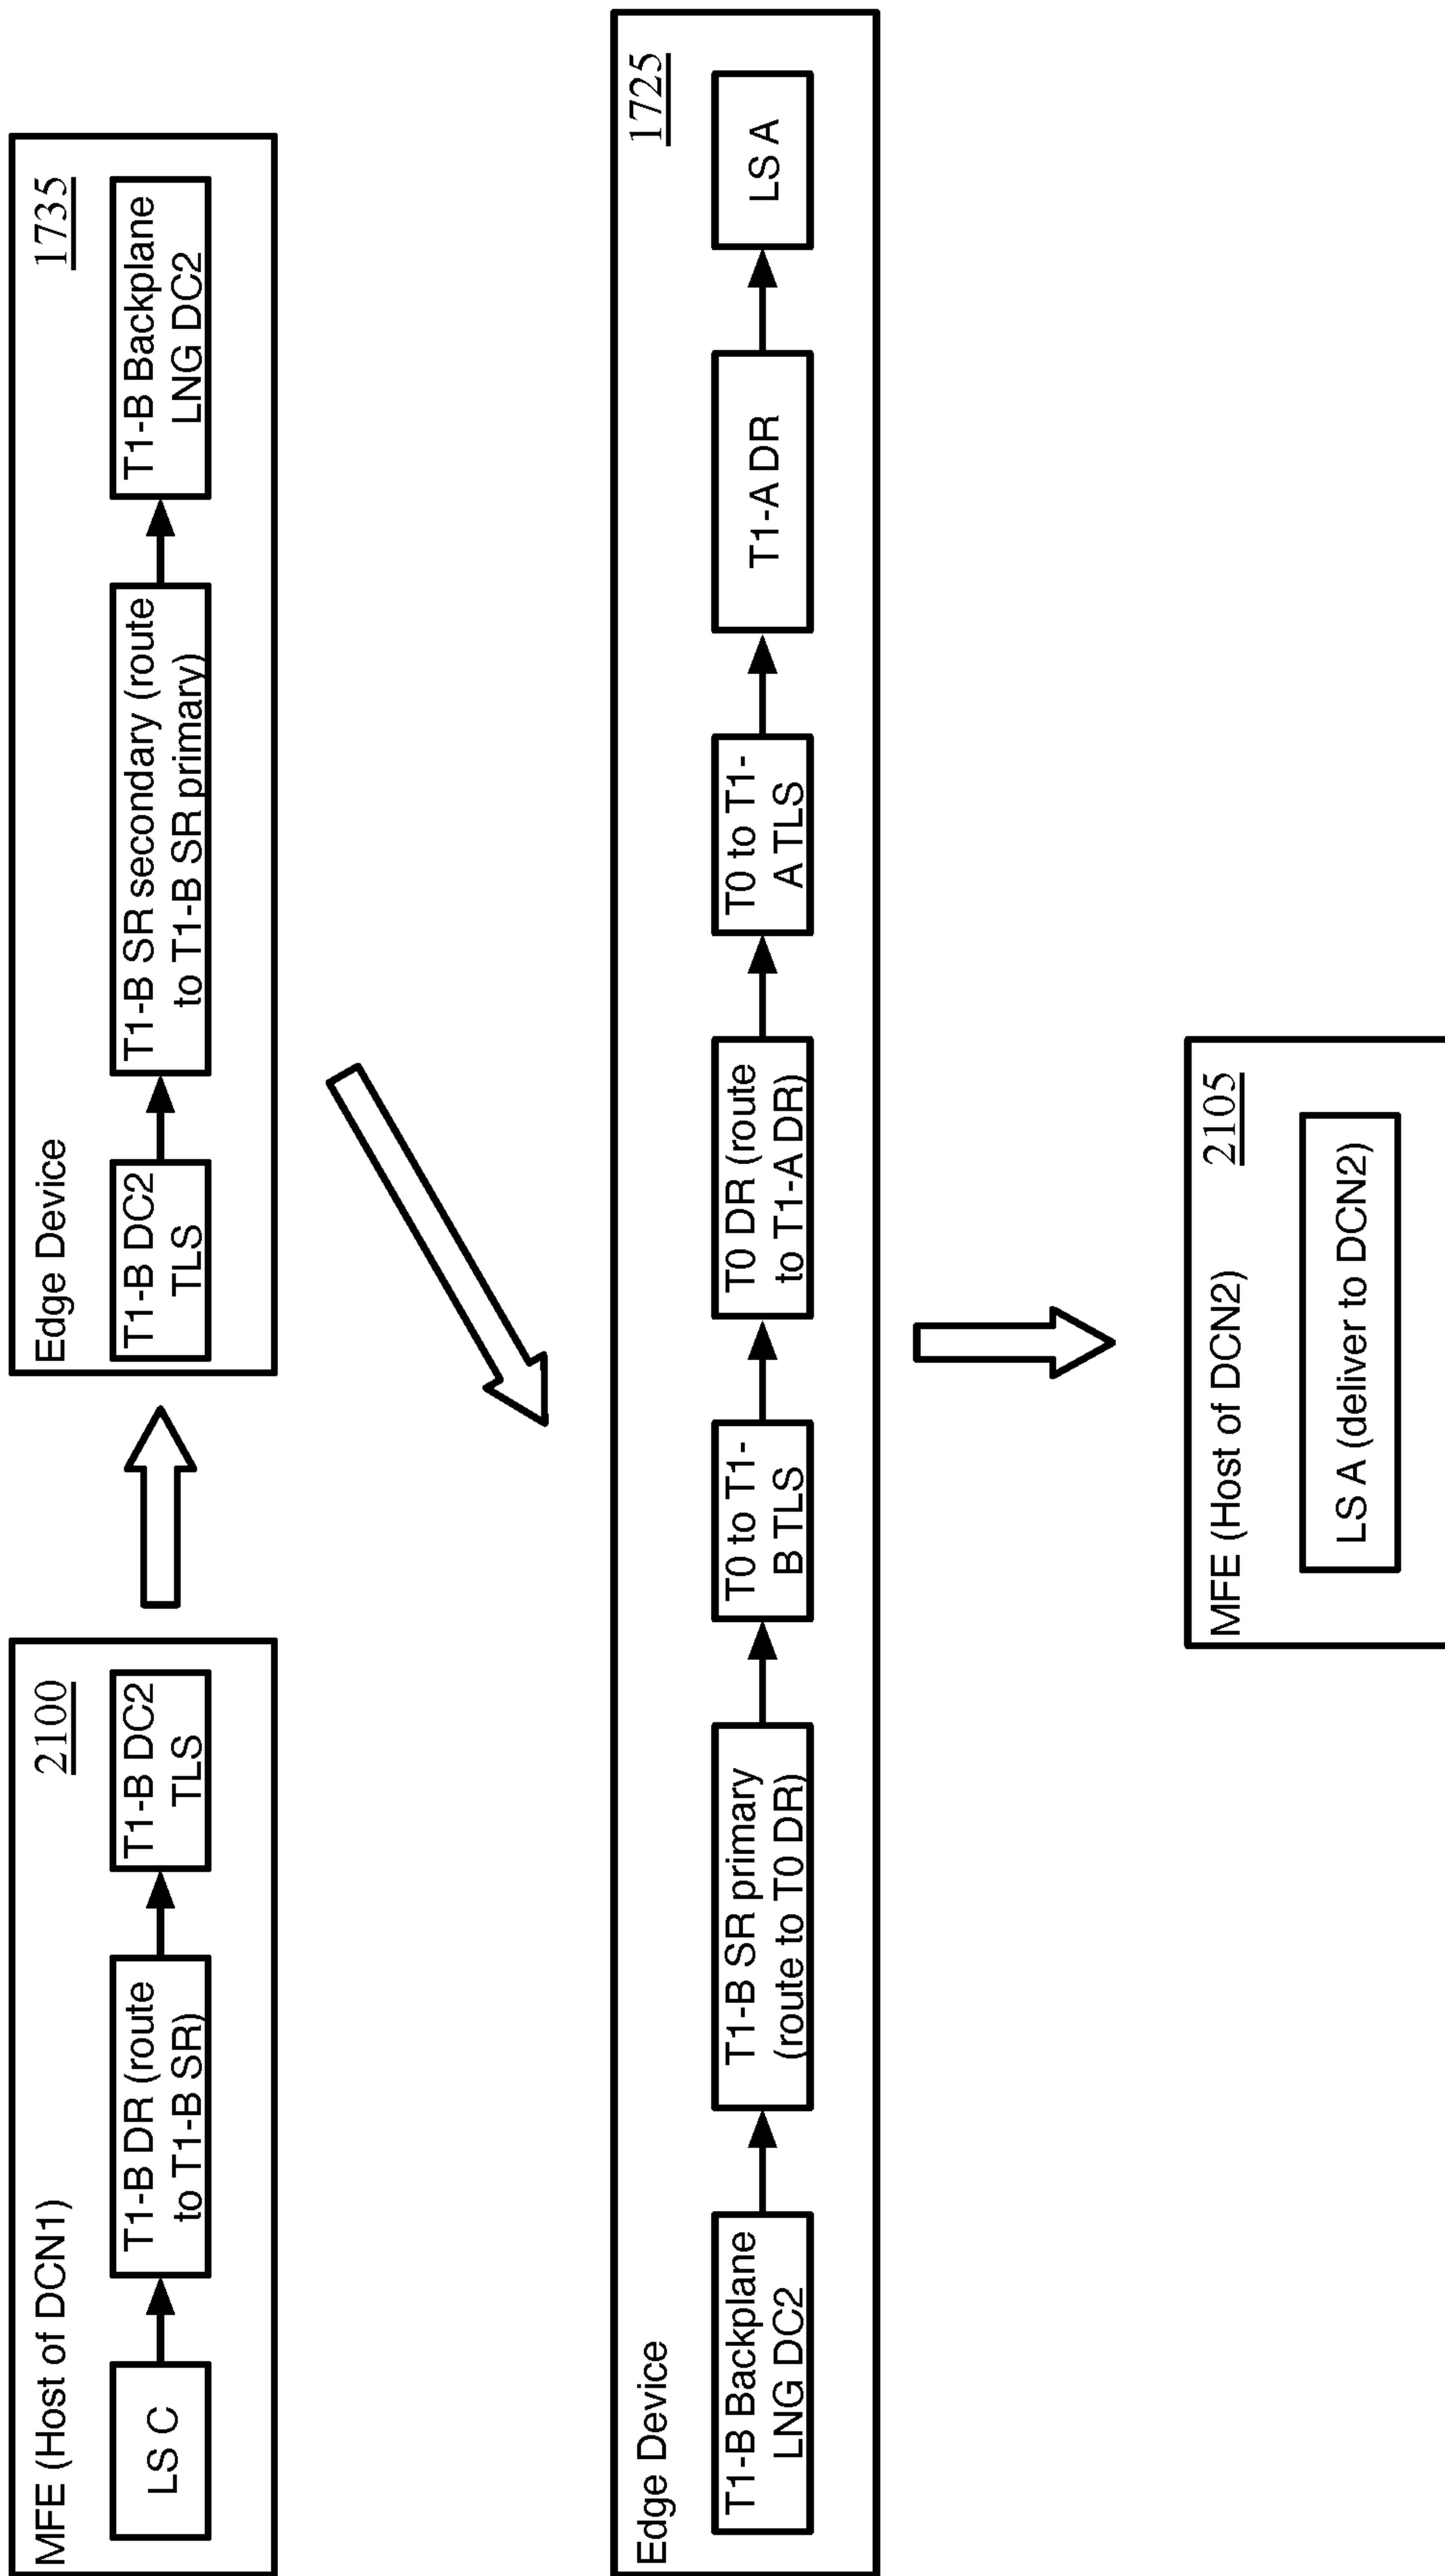 MFE (Host of DCN1)
2100
LS C
T1-B DR (route
to T1-B SR)
T1-B DC2
TLS
Edge Device
1735
T1-B DC2
TLS
T1-B SR secondary (route
to T1-B SR primary)
T1-B Backplane
LNG DC2
Edge Device
1725
T1-B Backplane
LNG DC2
T1-B SR primary
(route to T0 DR)
T0 to T1-
B TLS
T0 DR (route
to T1-A DR)
T0 to T1-
A TLS
T1-A DR
LS A
MFE (Host of DCN2)
2105
LS A (deliver to DCN2)